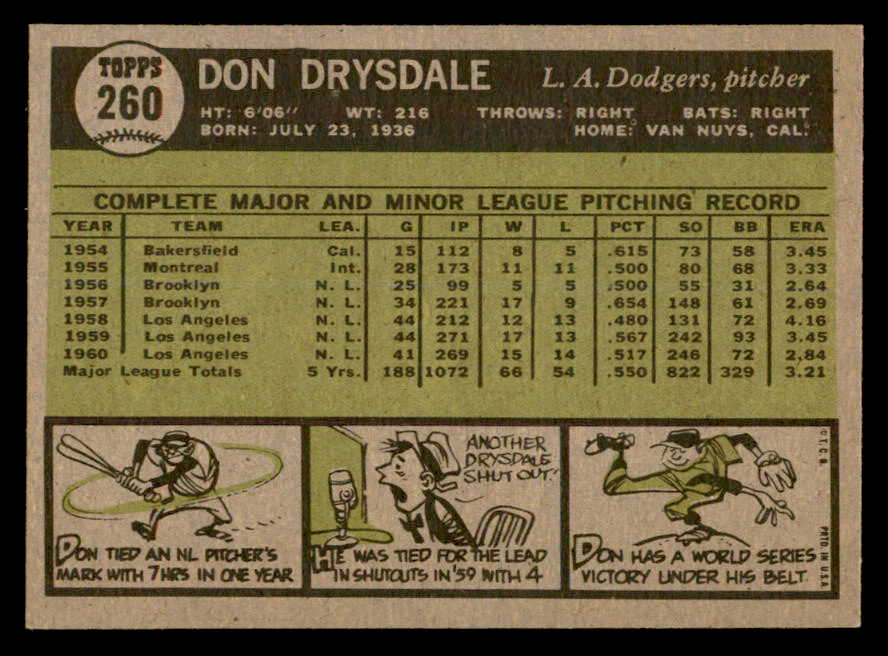 TOPPS
260
DON DRYSDALE L. A. Dodgers, pitcher
HT: 6'06" WT: 216 THROWS: RIGHT BATS: RIGHT
BORN: JULY 23, 1936 HOME: VAN NUYS, CAL.
COMPLETE MAJOR AND MINOR LEAGUE PITCHING RECORD
YEAR TEAM LEA. G IP W L PCT SO BB ERA
1954 Bakersfield Cal. 15 112 8 5 .615 73 58 3.45
1955 Montreal Int. 28 173 11 11 .500 80 68 3.33
1956 Brooklyn N. L. 25 99 5 5 .500 55 31 2.64
1957 Brooklyn N. L. 34 221 17 9 .654 148 61 2.69
1958 Los Angeles N. L. 44 212 12 13 .480 131 72 4.16
1959 Los Angeles N. L. 44 271 17 13 .567 242 93 3.45
1960 Los Angeles N. L. 41 269 15 14 .517 246 72 2,84
Major League Totals 5 Yrs. 188 1072 66 54 .550 822 329 3.21
DON TIED AN NL PITCHER'S
MARK WITH 7 HRS IN ONE YEAR
ANOTHER
DRYSDALE
SHUT OUT!
HE WAS TIED FOR THE LEAD
IN SHUTOUTS IN '59 WITH 4
DON HAS A WORLD SERIES
VICTORY UNDER HIS BELT
© T. C. G. PRTD IN U.S.A.